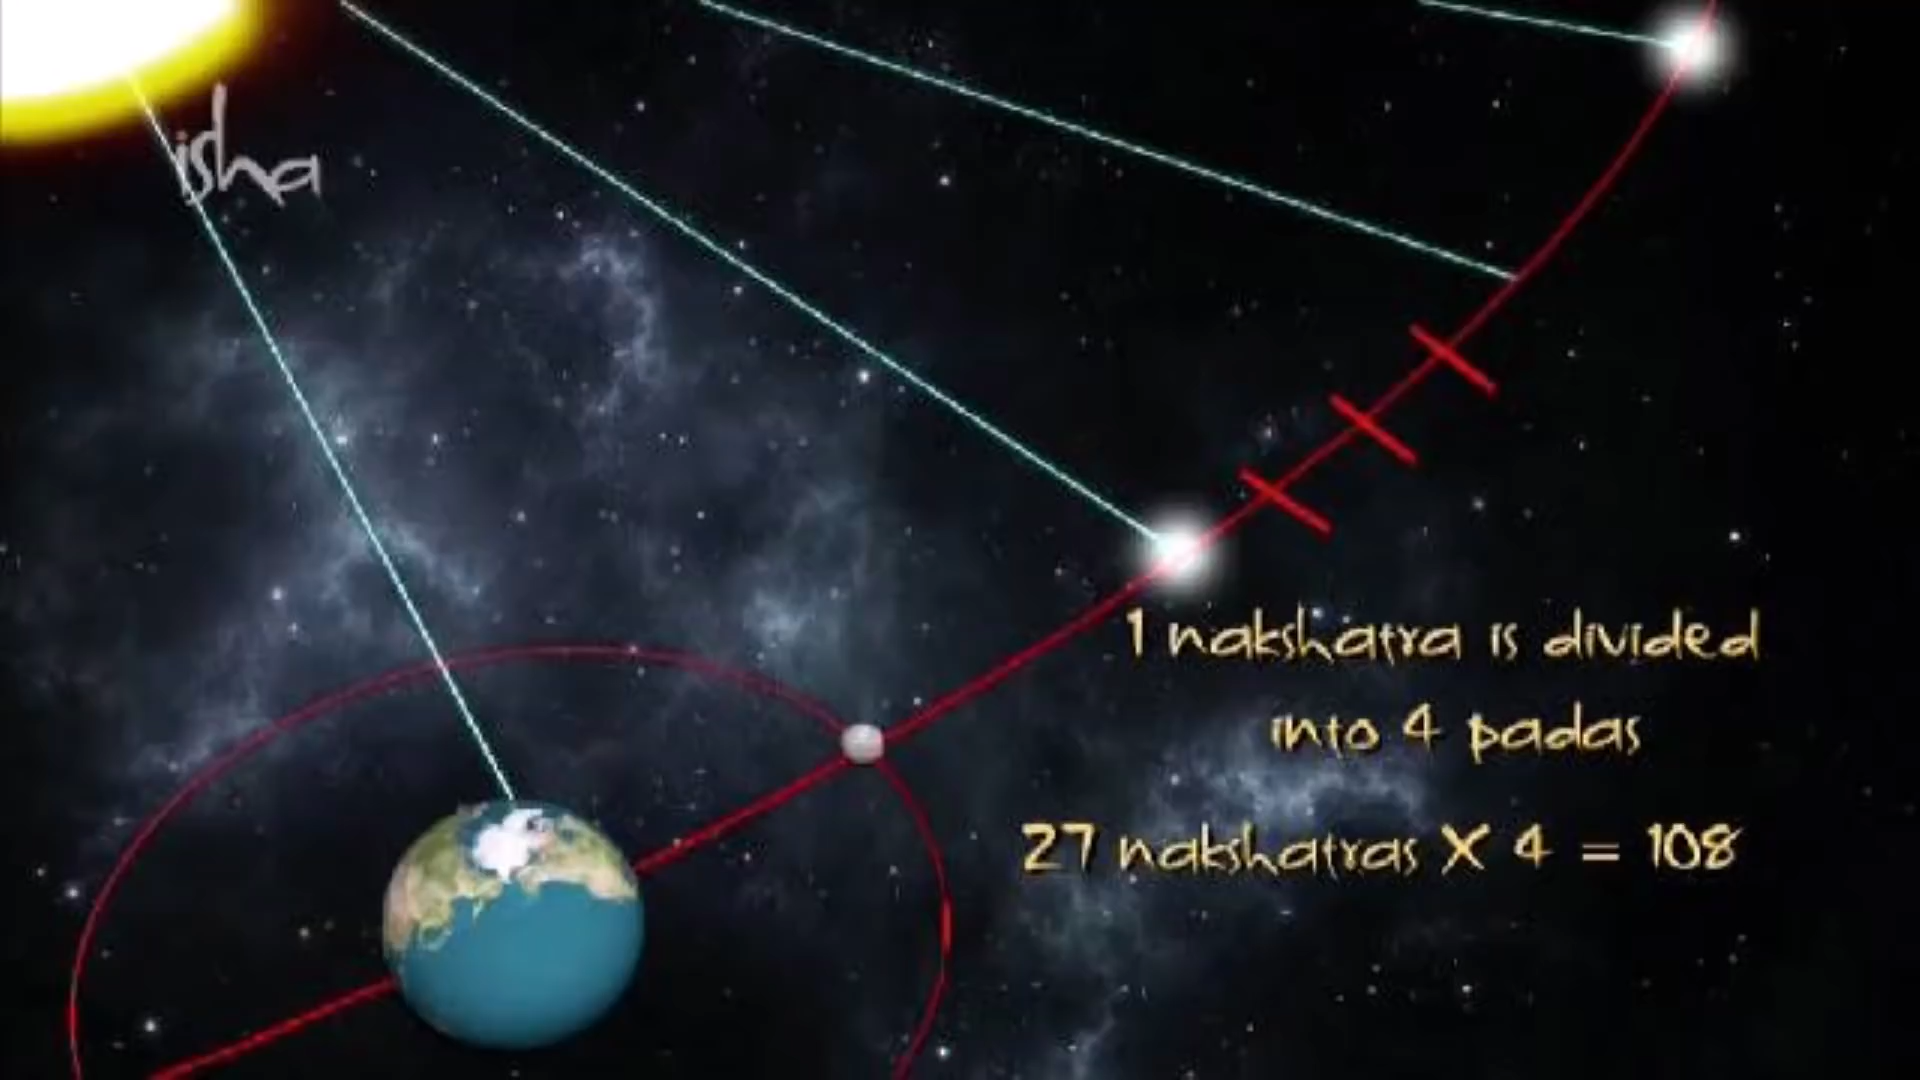 isha
1 nakshatra is divided
into 4 padas
27 nakshatras X 4 = 108